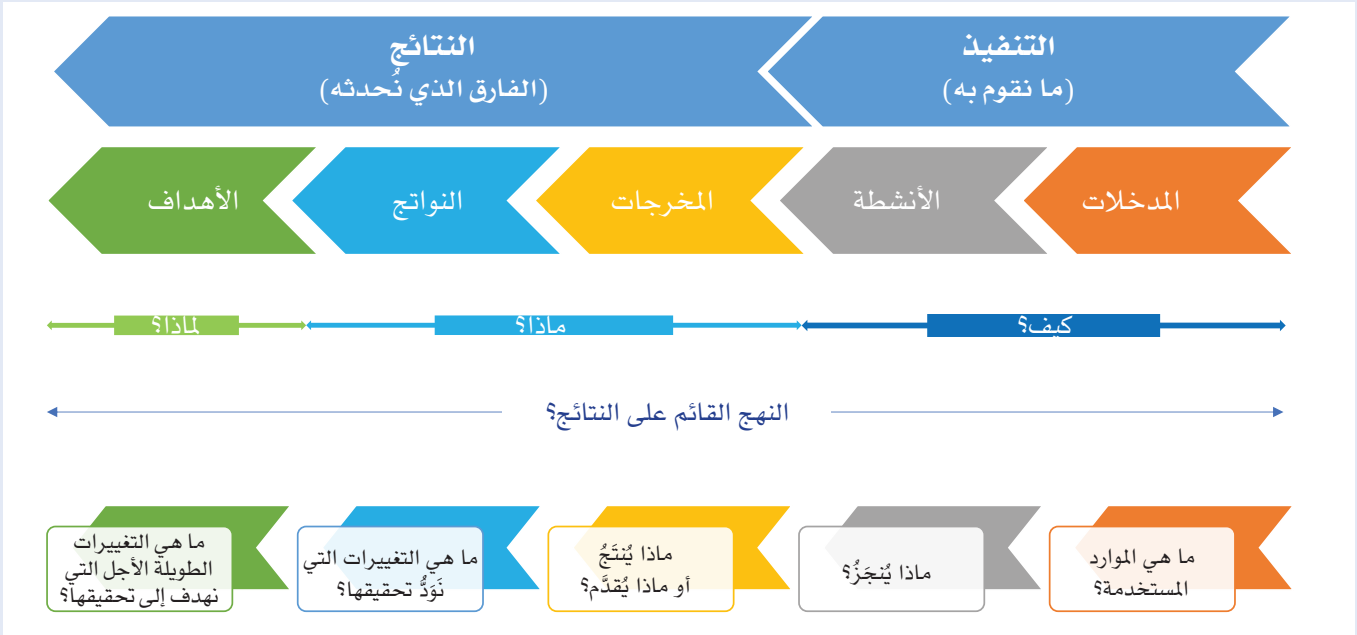 التنفيذ
(ما نقوم به)
النتائج
(الفارق الذي نُحدثه)
المدخلات
الأنشطة
المخرجات
النواتج
الأهداف
كيف؟
ماذا؟
لماذا؟
النهج القائم على النتائج؟
ما هي الموارد
المستخدمة؟
ماذا يُنجَزُ؟
ماذا يُنتَجُ
أو ماذا يُقدَّم؟
ما هي التغييرات التي
نَوَدُّ تحقيقها؟
ما هي التغييرات
الطويلة الأجل التي
نهدف إلى تحقيقها؟